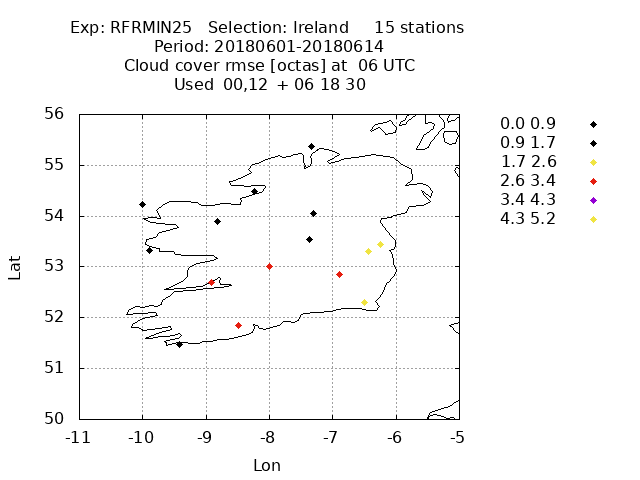 Exp: RFRMIN25 Selection: Ireland 15 stations
Period: 20180601-20180614
Cloud cover rmse [octas] at 06 UTC
Used 00,12 + 06 18 30
56
55
54
53
52
51
50
Lat
-11 -10 -9 -8 -7 -6 -5
Lon
0.0 0.9
0.9 1.7
1.7 2.6
2.6 3.4
3.4 4.3
4.3 5.2